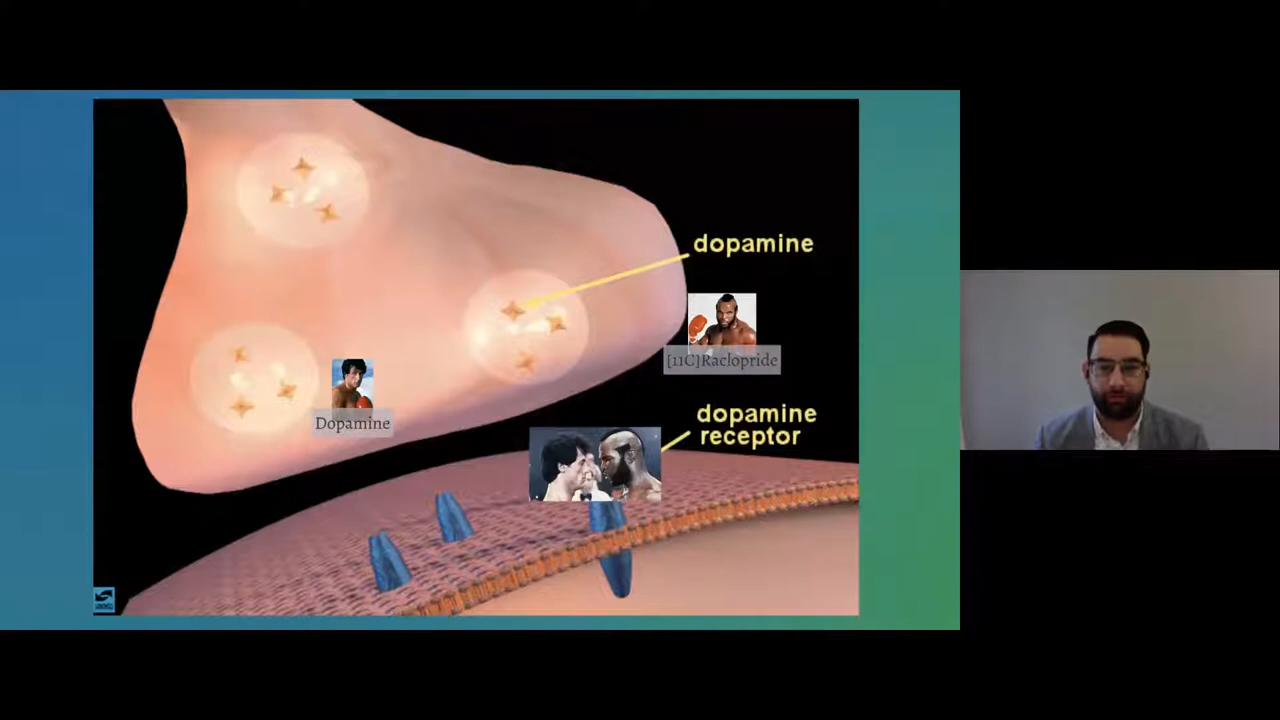 dopamine
[11C]Raclopride
dopamine
receptor
Dopamine